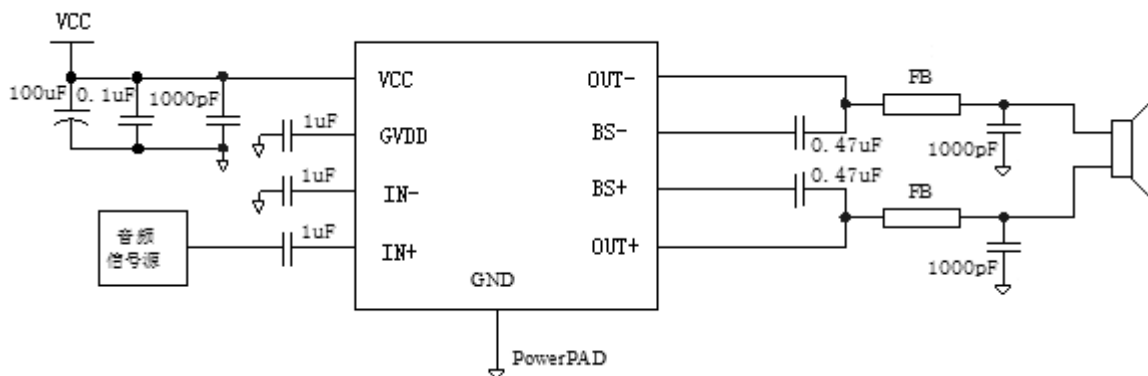 VCC
100uF 0.1uF 1000pF
VCC
GVDD
IN-
IN+
1uF
1uF
1uF
音频
信号源
GND
PowerPAD
OUT-
BS-
BS+
OUT+
0.47uF
0.47uF
FB
1000pF
FB
1000pF